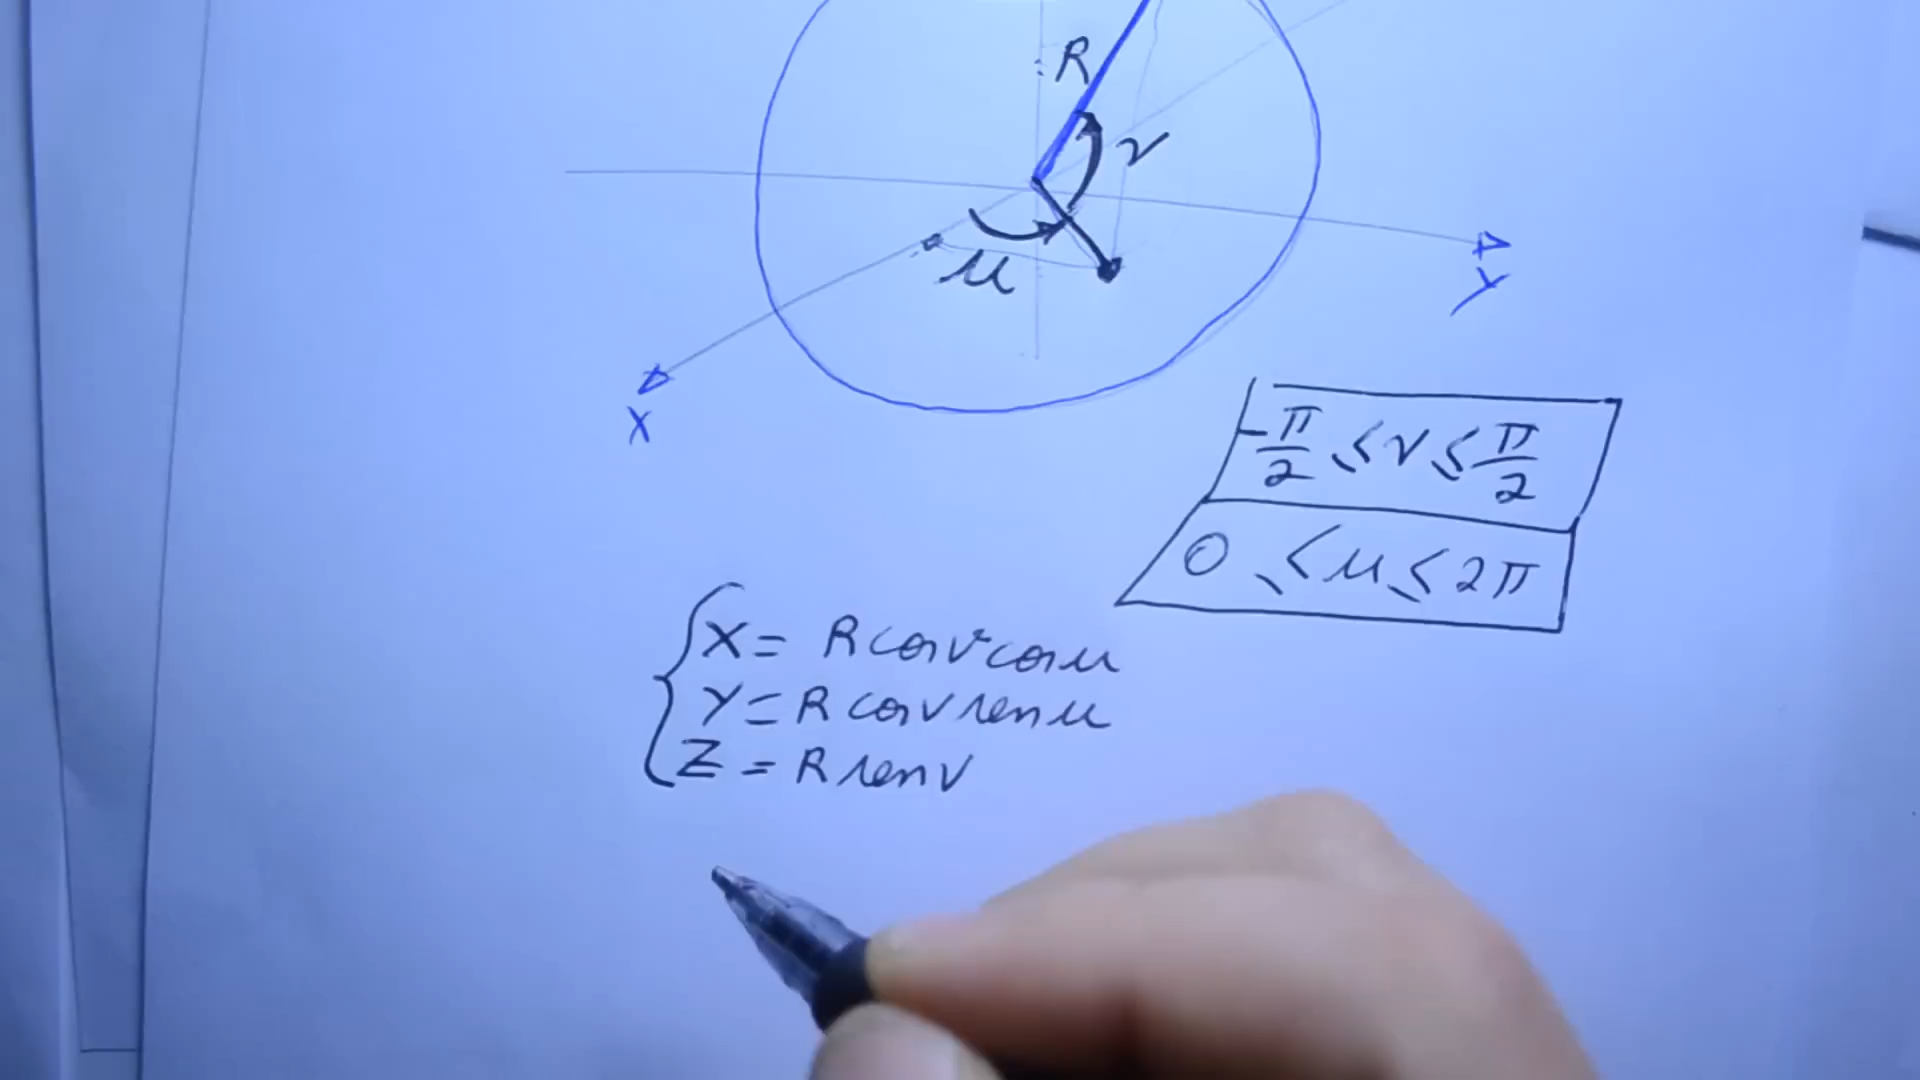 R
v
u
Y
X
-π/2 ≤ v ≤ π/2
0 ≤ u ≤ 2π
X = R cos v cos u
Y = R cos v sen u
Z = R sen v